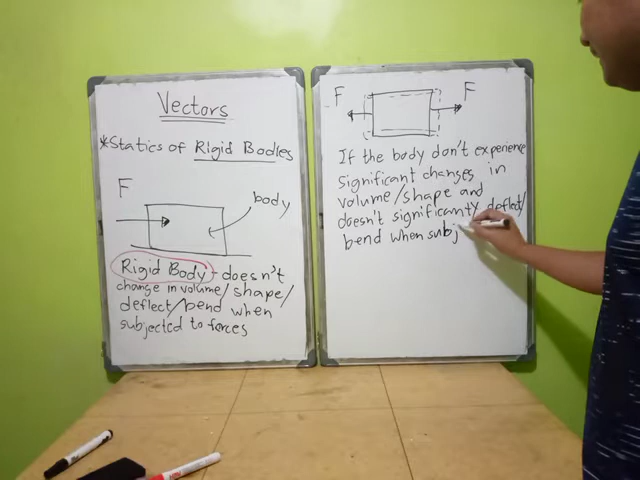 Vectors
*Statics of Rigid Bodies
F
body
Rigid Body - doesn't
change in volume/shape/
deflect/bend when
subjected to forces
F
F
If the body don't experience
significant changes in
volume/shape and
doesn't significanty deflect/
bend when subj